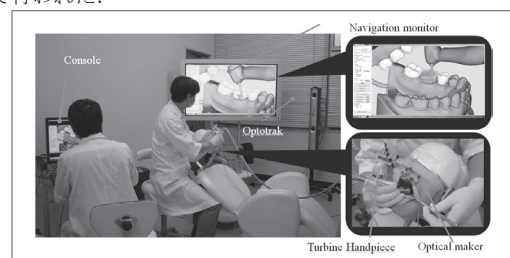 Navigation monitor
Console
Optotrak
Turbine Handpiece
Optical maker